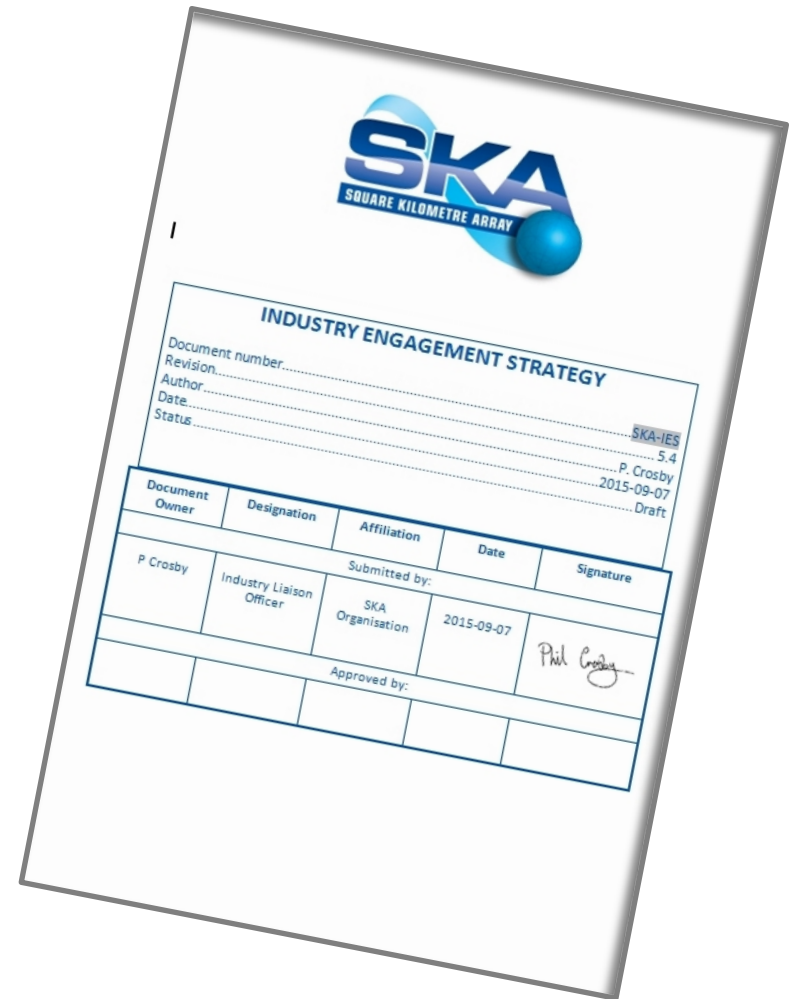 SKA
SQUARE KILOMETRE ARRAY
INDUSTRY ENGAGEMENT STRATEGY
Document number........................SKA-IES
Revision........................5.4
Author........................P. Crosby
Date........................2015-09-07
Status........................Draft
Document Owner Designation Affiliation Date Signature
Submitted by:
P Crosby Industry Liaison Officer SKA Organisation 2015-09-07 Phil Crosby
Approved by: